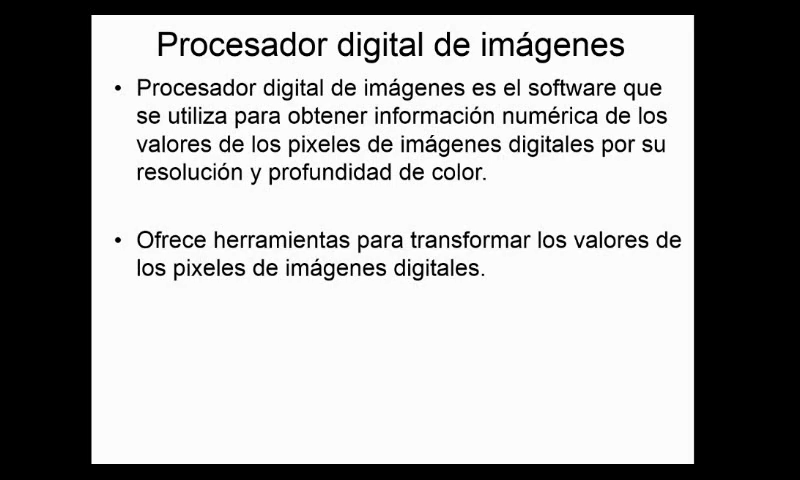 Procesador digital de imágenes
• Procesador digital de imágenes es el software que
se utiliza para obtener información numérica de los
valores de los pixeles de imágenes digitales por su
resolución y profundidad de color.
• Ofrece herramientas para transformar los valores de
los pixeles de imágenes digitales.